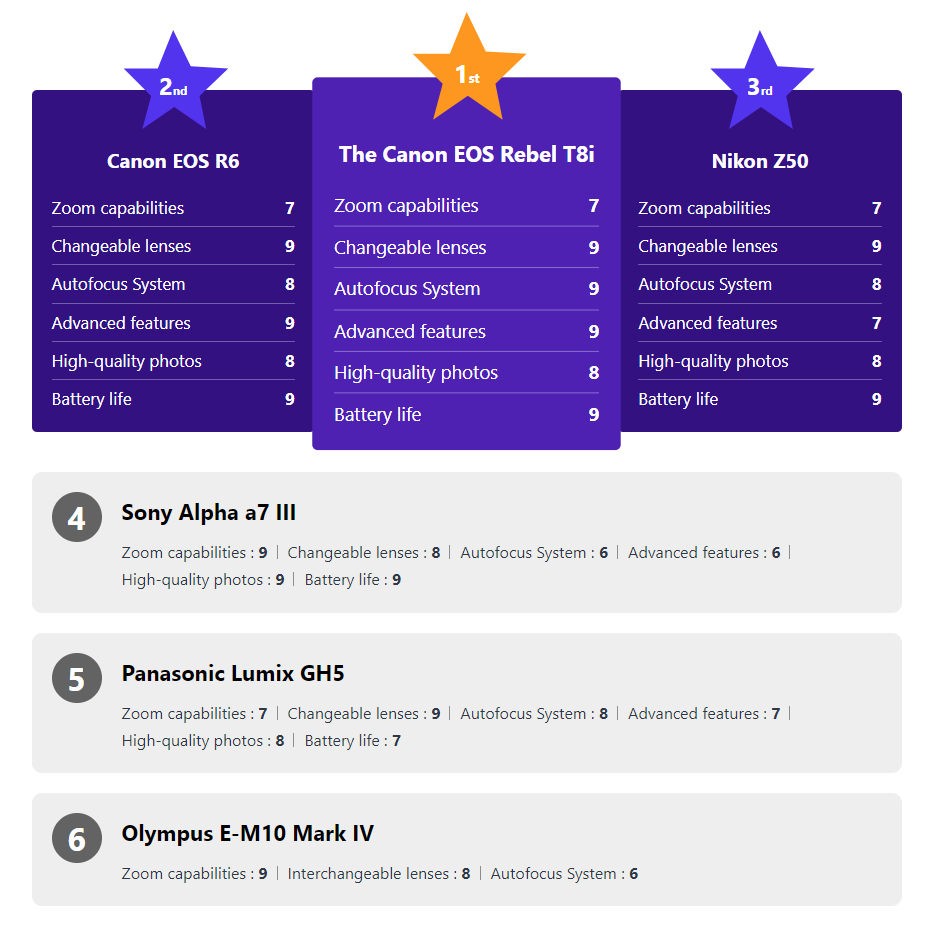 2nd
Canon EOS R6
Zoom capabilities 7
Changeable lenses 9
Autofocus System 8
Advanced features 9
High-quality photos 8
Battery life 9
1st
The Canon EOS Rebel T8i
Zoom capabilities 7
Changeable lenses 9
Autofocus System 9
Advanced features 9
High-quality photos 8
Battery life 9
3rd
Nikon Z50
Zoom capabilities 7
Changeable lenses 9
Autofocus System 8
Advanced features 7
High-quality photos 8
Battery life 9
4
Sony Alpha a7 III
Zoom capabilities : 9 | Changeable lenses : 8 | Autofocus System : 6 | Advanced features : 6 |
High-quality photos : 9 | Battery life : 9
5
Panasonic Lumix GH5
Zoom capabilities : 7 | Changeable lenses : 9 | Autofocus System : 8 | Advanced features : 7 |
High-quality photos : 8 | Battery life : 7
6
Olympus E-M10 Mark IV
Zoom capabilities : 9 | Interchangeable lenses : 8 | Autofocus System : 6